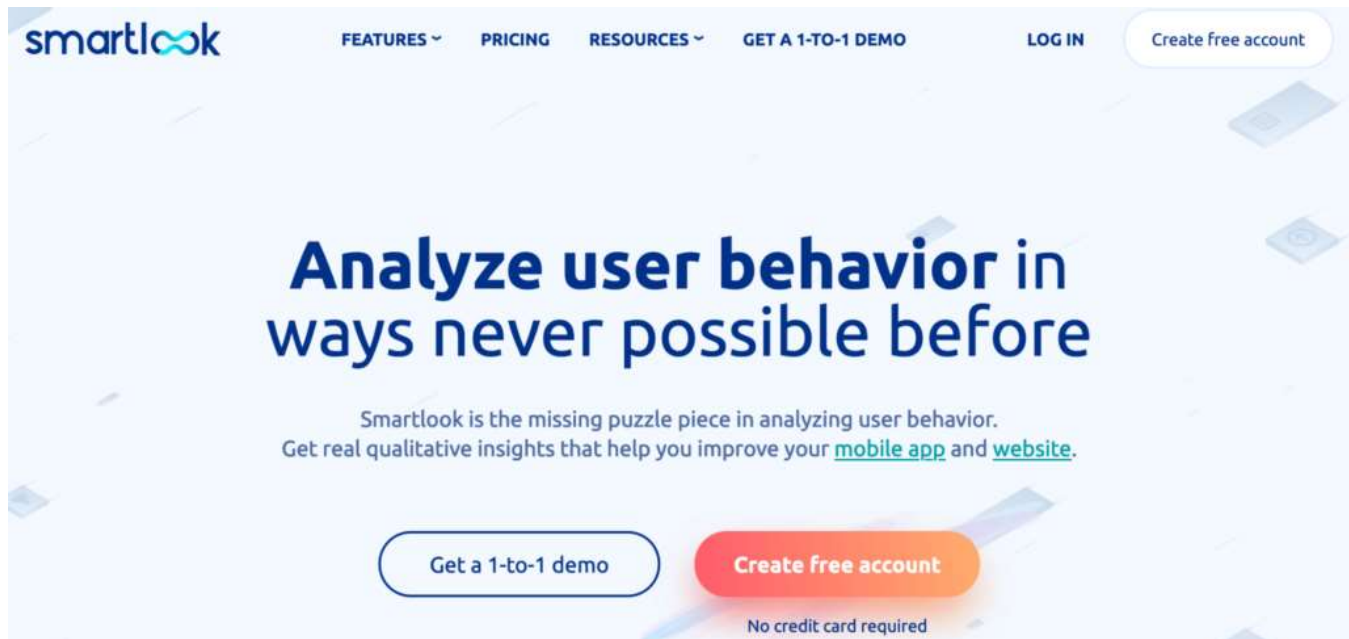 smartlook
FEATURES PRICING RESOURCES GET A 1-TO-1 DEMO LOG IN Create free account
Analyze user behavior in
ways never possible before
Smartlook is the missing puzzle piece in analyzing user behavior.
Get real qualitative insights that help you improve your mobile app and website.
Get a 1-to-1 demo Create free account
No credit card required